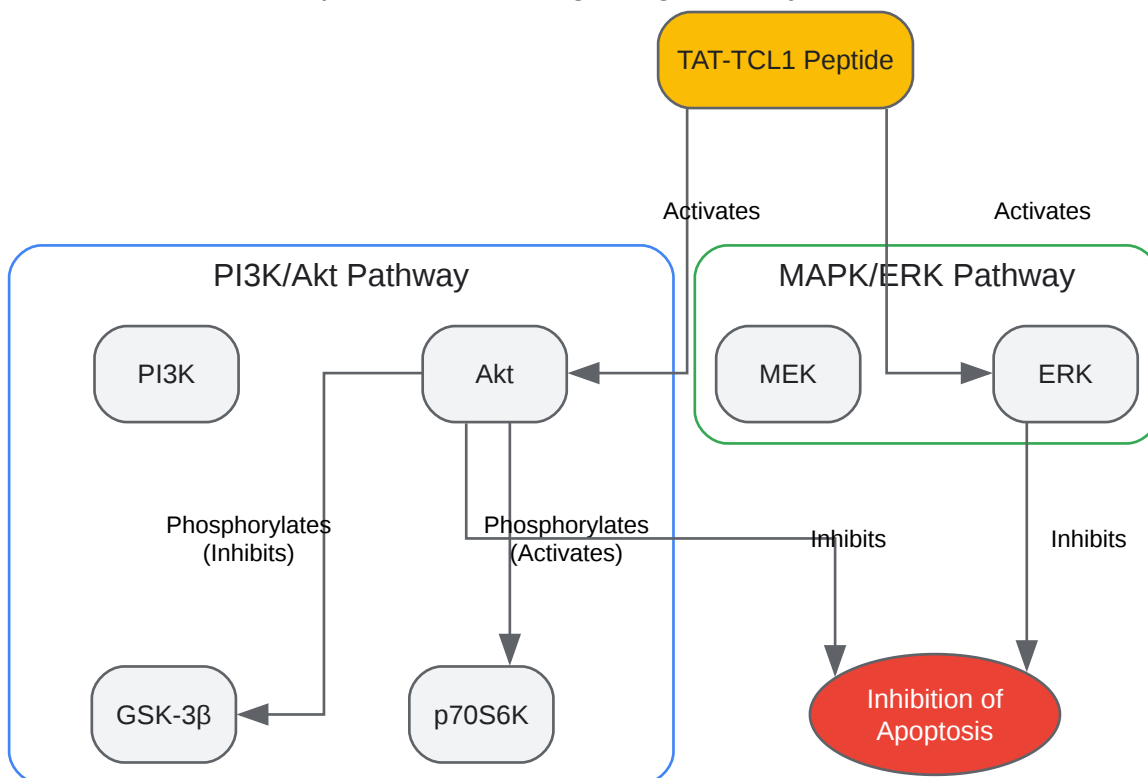 TAT-TCL1 Peptide
Activates
Activates
PI3K/Akt Pathway
MAPK/ERK Pathway
PI3K
Akt
MEK
ERK
Phosphorylates
(Inhibits)
Phosphorylates
(Activates)
Inhibits
Inhibits
GSK-3β
p70S6K
Inhibition of
Apoptosis